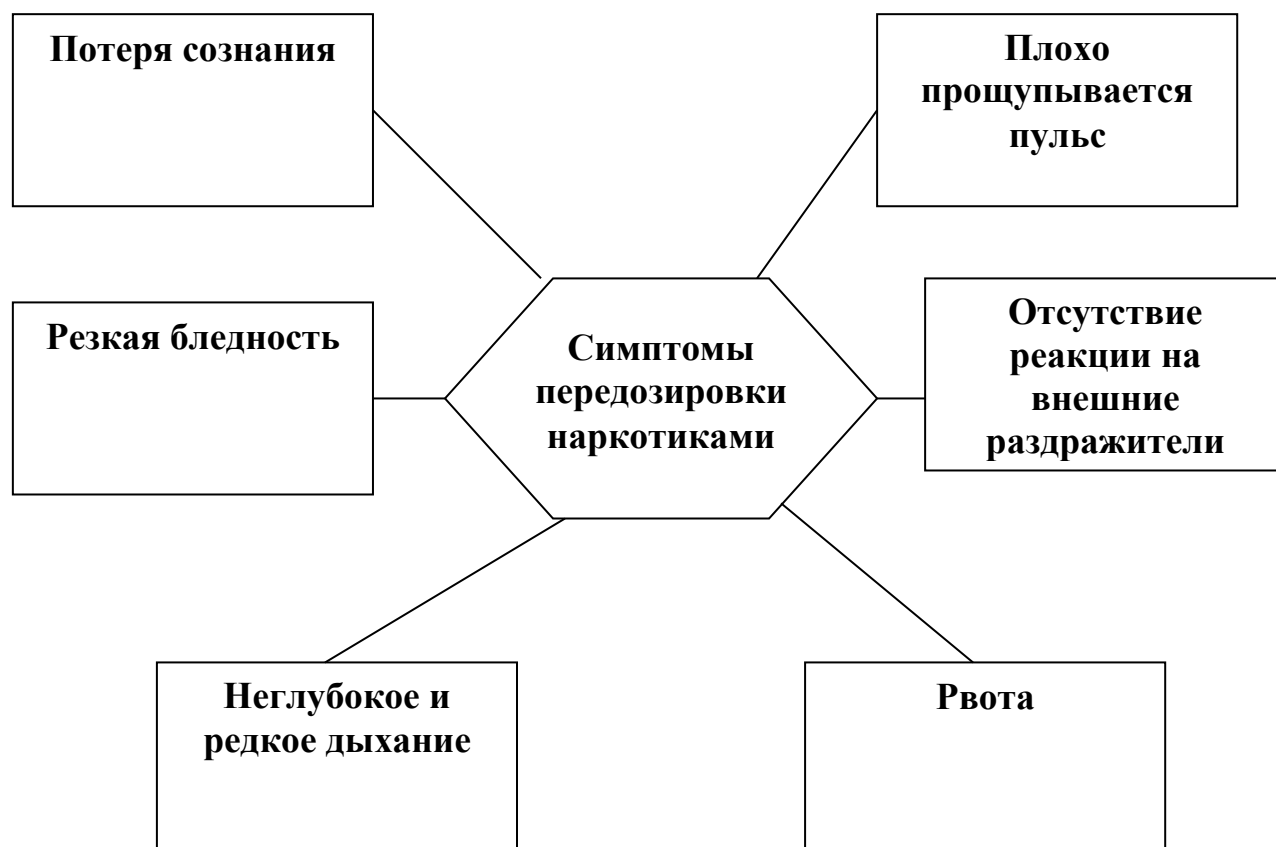 Потеря сознания
Плохо
прощупывается
пульс
Резкая бледность
Симптомы
передозировки
наркотиками
Отсутствие
реакции на
внешние
раздражители
Неглубокое и
редкое дыхание
Рвота